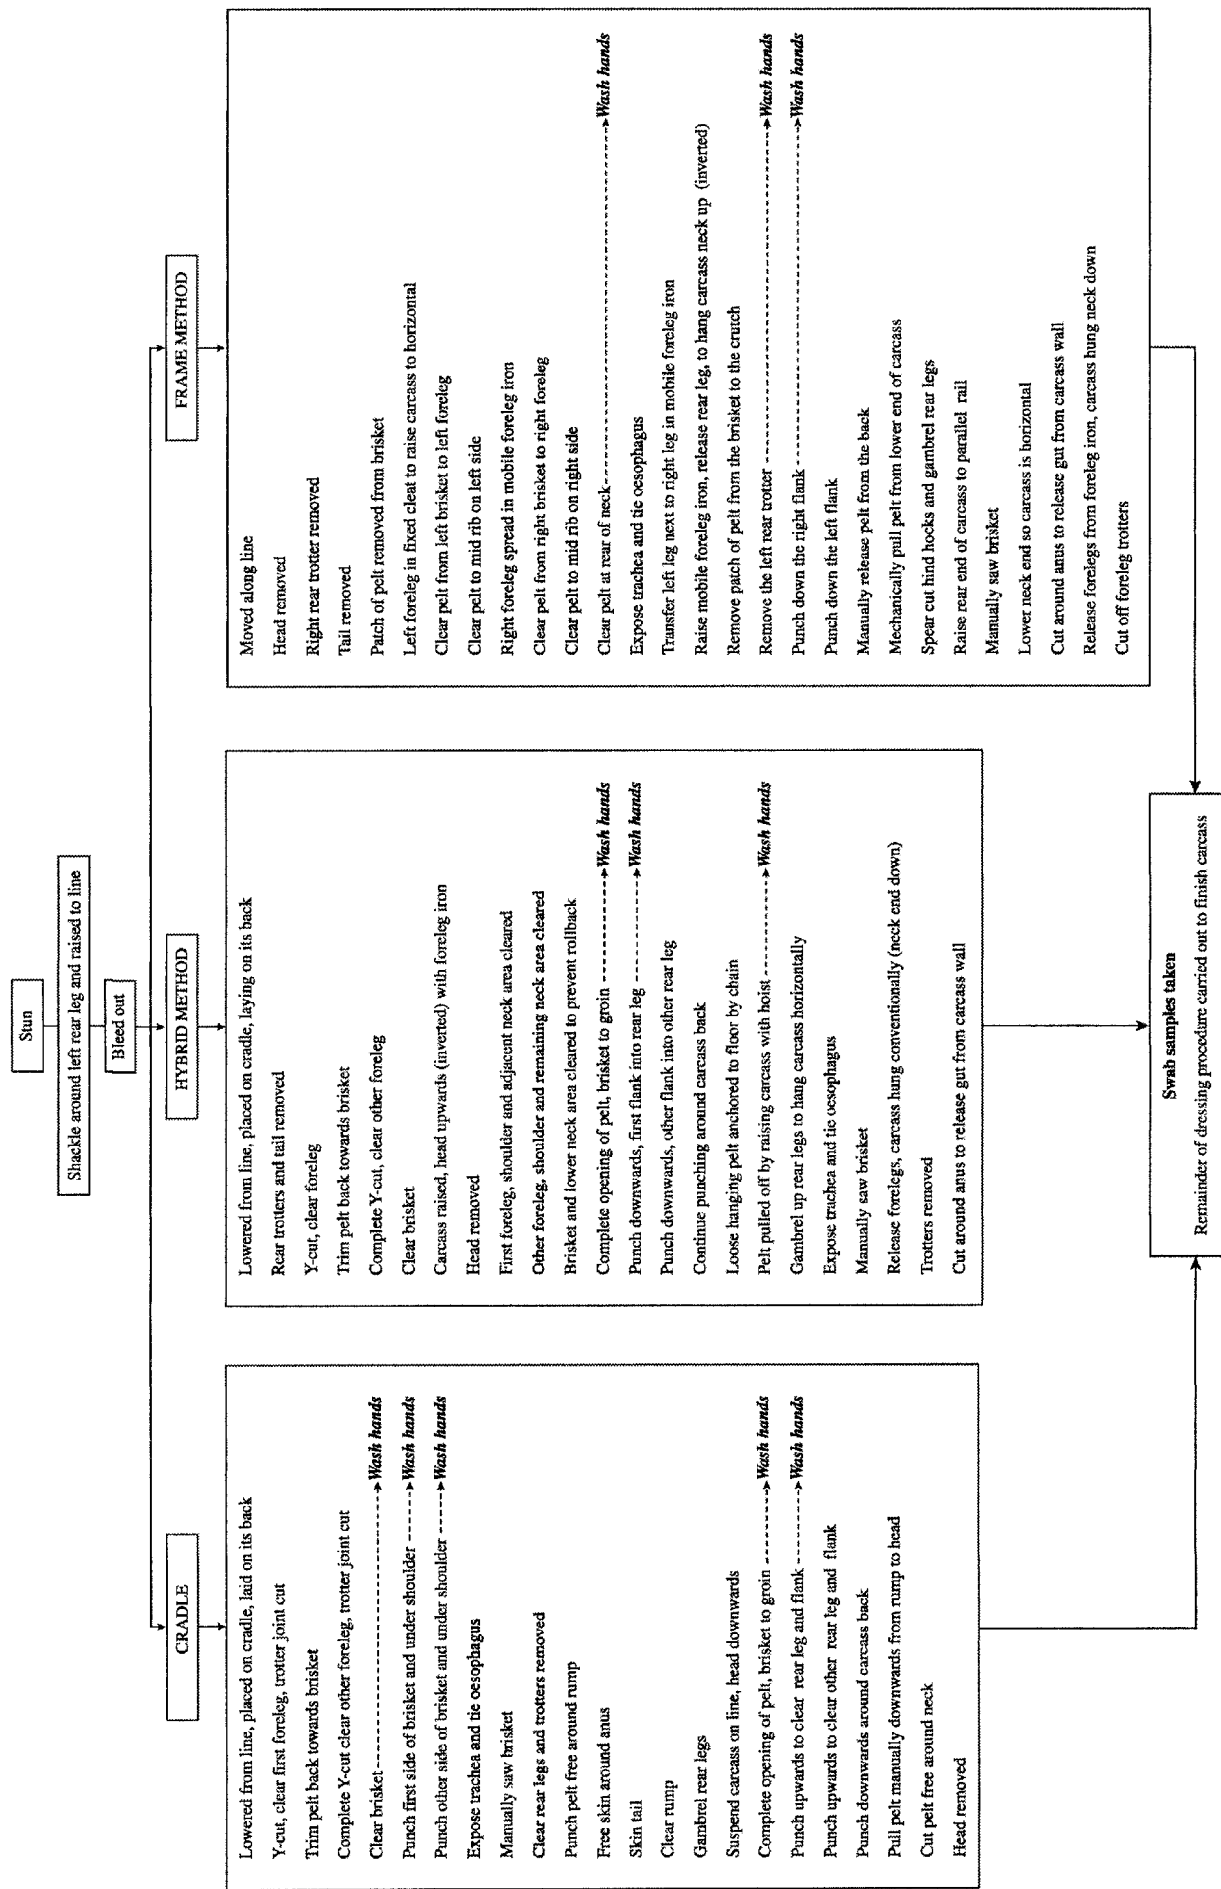 Stun
Shackle around left rear leg and raised to line
Bleed out
CRADLE
Lowered from line, placed on cradle, laid on its back
Y-cut, clear first foreleg, trotter joint cut
Trim pelt back towards brisket
Complete Y-cut clear other foreleg, trotter joint cut
Clear brisket Wash hands
Punch first side of brisket and under shoulder Wash hands
Punch other side of brisket and under shoulder Wash hands
Expose trachea and tie oesophagus
Manually saw brisket
Clear rear legs and trotters removed
Punch pelt free around rump
Free skin around anus
Skin tail
Clear rump
Gambrel rear legs
Suspend carcass on line, head downwards
Complete opening of pelt, brisket to groin Wash hands
Punch upwards to clear rear leg and flank Wash hands
Punch upwards to clear other rear leg and flank
Punch downwards around carcass back
Pull pelt manually downwards from rump to head
Cut pelt free around neck
Head removed
HYBRID METHOD
Lowered from line, placed on cradle, laying on its back
Rear trotters and tail removed
Y-cut, clear foreleg
Trim pelt back towards brisket
Complete Y-cut, clear other foreleg
Clear brisket
Carcass raised, head upwards (inverted) with foreleg iron
Head removed
First foreleg, shoulder and adjacent neck area cleared
Other foreleg, shoulder and remaining neck area cleared
Brisket and lower neck area cleared to prevent rollback
Complete opening of pelt, brisket to groin Wash hands
Punch downwards, first flank into rear leg Wash hands
Punch downwards, other flank into other rear leg
Continue punching around carcass back
Loose hanging pelt anchored to floor by chain
Pelt pulled off by raising carcass with hoist Wash hands
Gambrel up rear legs to hang carcass horizontally
Expose trachea and tie oesophagus
Manually saw brisket
Release forelegs, carcass hung conventionally (neck end down)
Trotters removed
Cut around anus to release gut from carcass wall
FRAME METHOD
Moved along line
Head removed
Right rear trotter removed
Tail removed
Patch of pelt removed from brisket
Left foreleg in fixed cleat to raise carcass to horizontal
Clear pelt from left brisket to left foreleg
Clear pelt to mid rib on left side
Right foreleg spread in mobile foreleg iron
Clear pelt from right brisket to right foreleg
Clear pelt to mid rib on right side
Clear pelt at rear of neck Wash hands
Expose trachea and tie oesophagus
Transfer left leg next to right leg in mobile foreleg iron
Raise mobile foreleg iron, release rear leg, to hang carcass neck up (inverted)
Remove patch of pelt from the brisket to the crutch
Remove the left rear trotter Wash hands
Punch down the right flank Wash hands
Punch down the left flank
Manually release pelt from the back
Mechanically pull pelt from lower end of carcass
Spear cut hind hocks and gambrel rear legs
Raise rear end of carcass to parallel rail
Manually saw brisket
Lower neck end so carcass is horizontal
Cut around anus to release gut from carcass wall
Release forelegs from foreleg iron, carcass hung neck down
Cut off foreleg trotters
Swab samples taken
Remainder of dressing procedure carried out to finish carcass